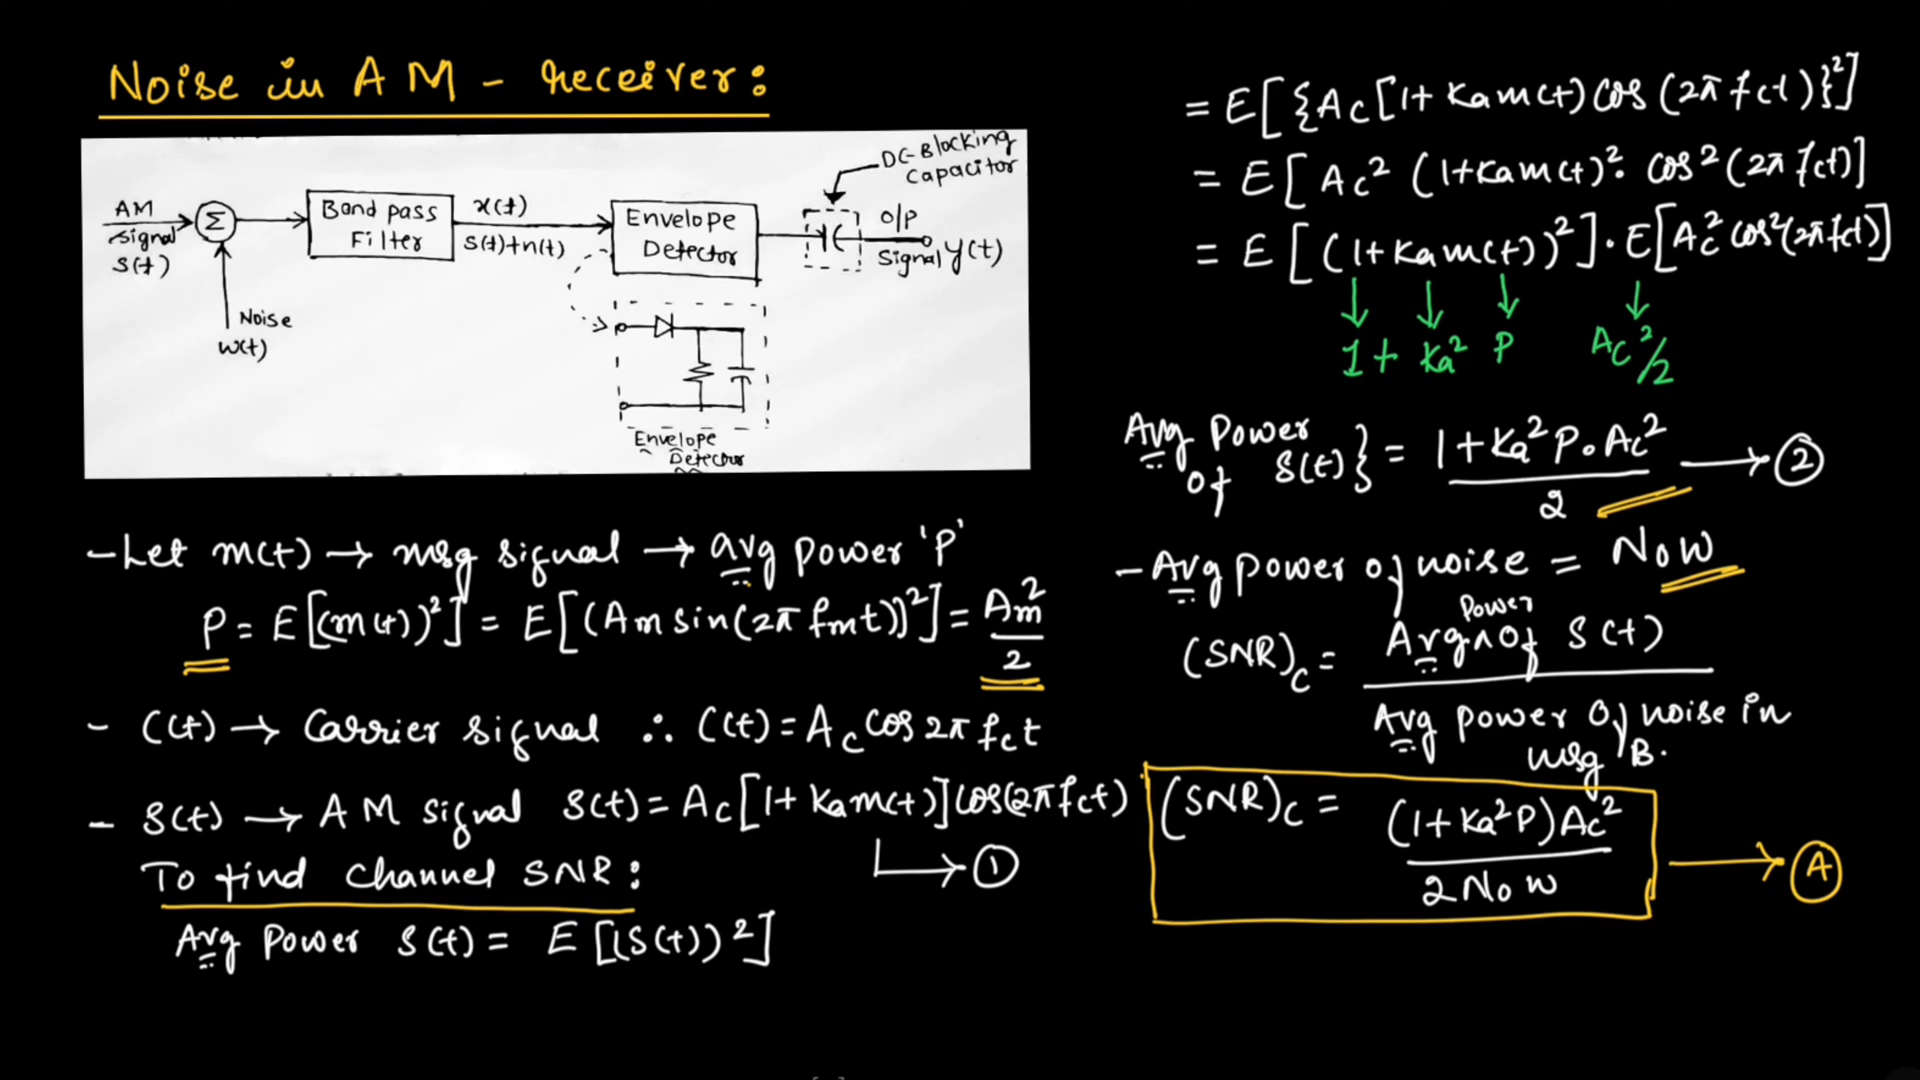 Noise in AM - receiver:
AM
signal
S(t)
Σ
Noise
W(t)
Band pass
Filter
x(t)
S(t)+n(t)
Envelope
Detector
DC-Blocking
Capacitor
O/P
signal y(t)
Envelope
Detector
- Let m(t) → msg signal → avg power 'P'
P = E[(m(t))²] = E[(Am sin(2π fmt))²] = Am²/2
- C(t) → Carrier signal ∴ C(t) = Ac cos 2π fct
- S(t) → AM signal S(t) = Ac[1+ Kam(t)]cos(2π fct)
→ ①
To find channel SNR:
Avg Power S(t) = E[(S(t))²]
= E[{Ac[1+ Kam(t) cos (2π fct)}²]
= E[Ac² (1+Kam(t)². cos² (2π fct)]
= E[(1+Kam(t))²]. E[Ac² cos²(2π fct)]
↓ ↓ ↓ ↓
1 + Ka² P Ac²/2
Avg Power
of S(t)} = 1+Ka² P. Ac² / 2 → ②
- Avg power of noise = NoW
(SNR)c = Avg Power ∧ of S(t)
Avg power of noise in
msg B.
(SNR)c = (1+Ka²P)Ac² / 2NoW → Ⓐ